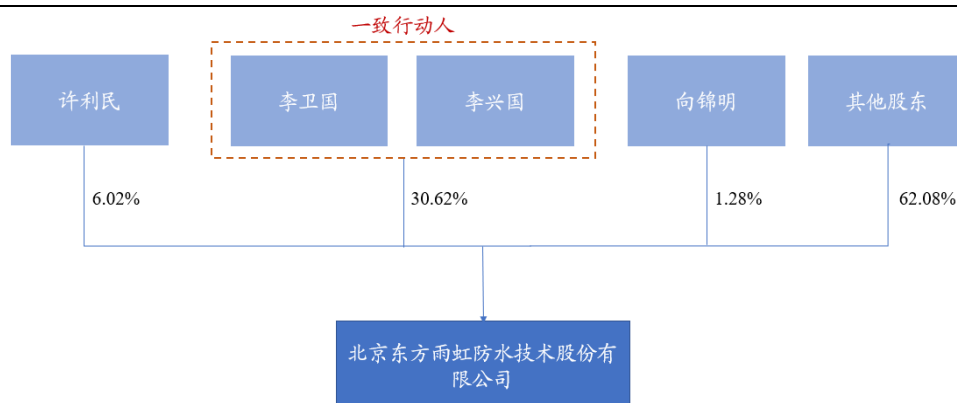 一致行动人
许利民
李卫国
李兴国
向锦明
其他股东
6.02%
30.62%
1.28%
62.08%
北京东方雨虹防水技术股份有
限公司